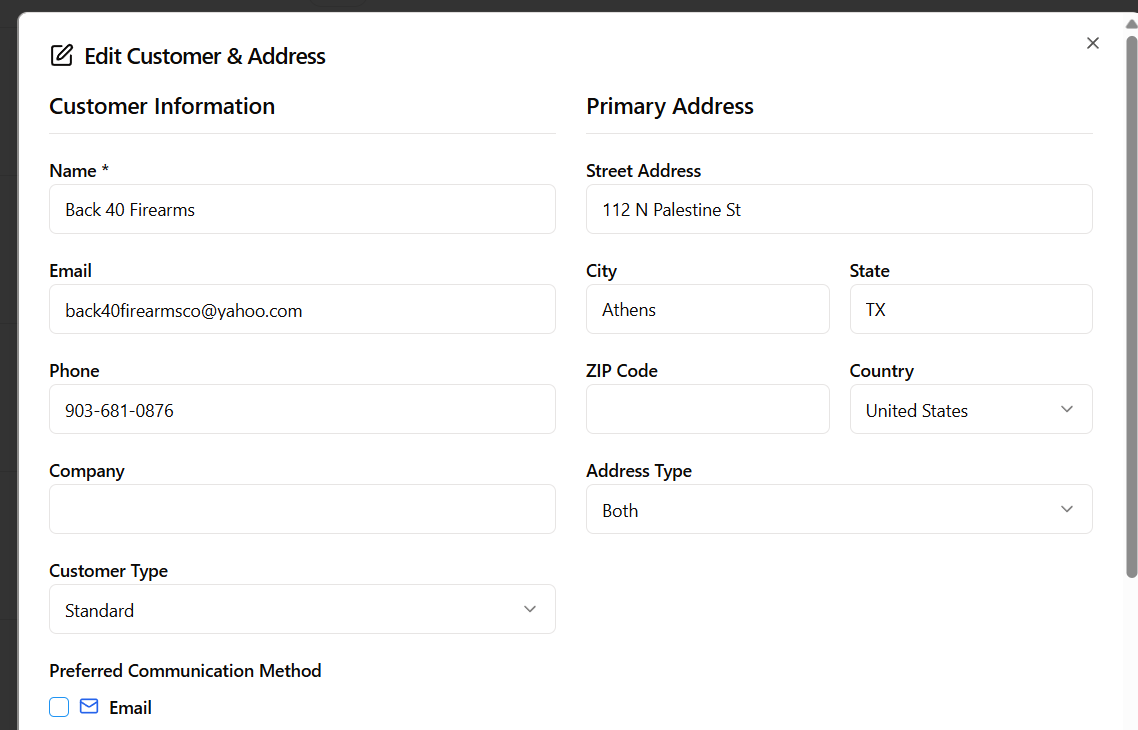 Edit Customer & Address
Customer Information
Name *
Back 40 Firearms
Email
back40firearmsco@yahoo.com
Phone
903-681-0876
Company
Customer Type
Standard
Preferred Communication Method
Email
Primary Address
Street Address
112 N Palestine St
City
Athens
State
TX
ZIP Code
Country
United States
Address Type
Both